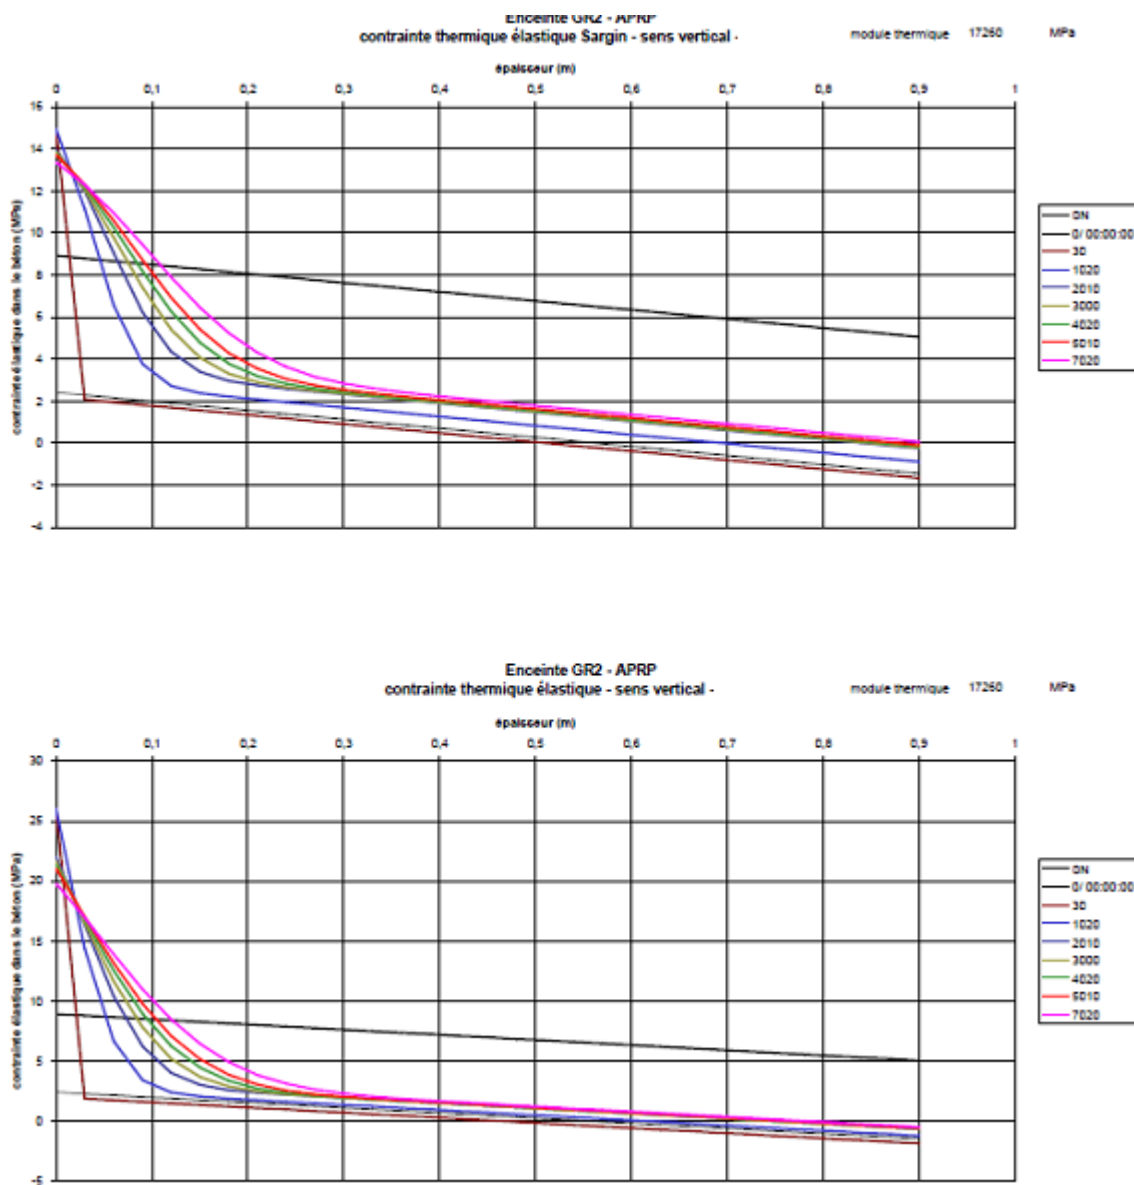 Enceinte GR2 - APRP
contrainte thermique élastique Sargin - sens vertical -
module thermique 17260 MPa
épaisseur (m)
0 0,1 0,2 0,3 0,4 0,5 0,6 0,7 0,8 0,9 1
contrainte élastique dans le béton (MPa)
16
14
12
10
8
6
4
2
0
-2
-4
DN
0/ 00:00:00
30
1020
2010
3000
4020
5010
7020
Enceinte GR2 - APRP
contrainte thermique élastique - sens vertical -
module thermique 17260 MPa
épaisseur (m)
0 0,1 0,2 0,3 0,4 0,5 0,6 0,7 0,8 0,9 1
contrainte élastique dans le béton (MPa)
30
25
20
15
10
5
0
-5
DN
0/ 00:00:00
30
1020
2010
3000
4020
5010
7020